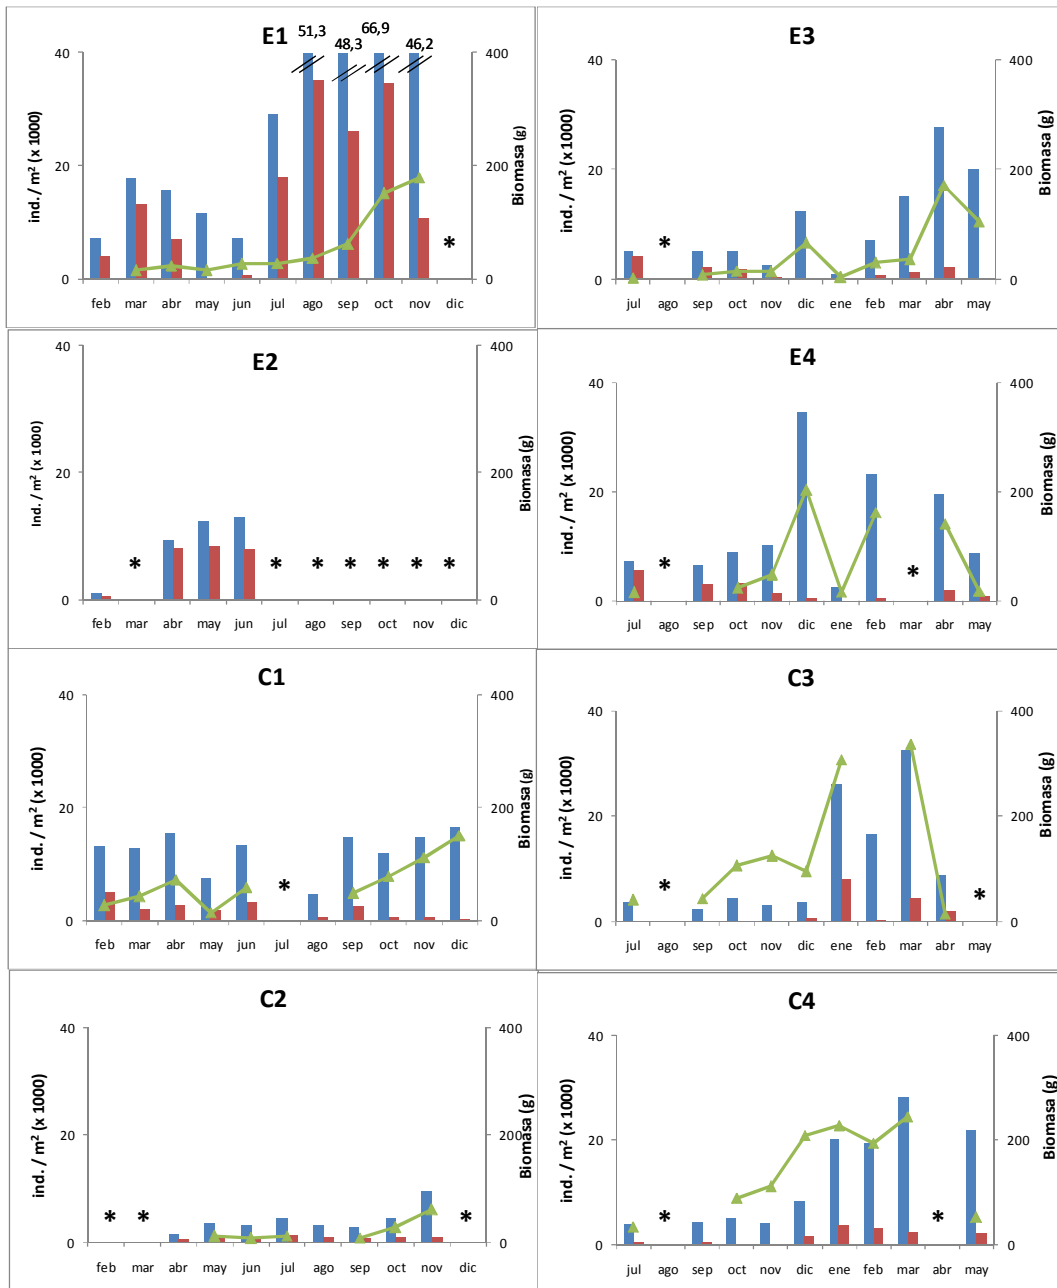 E1
51,3
48,3
66,9
46,2
ind. / m² (x 1000)
40
20
0
400
200
0
Biomasa (g)
*
feb mar abr may jun jul ago sep oct nov dic
E3
ind. / m² (x 1000)
40
20
0
400
200
0
Biomasa (g)
*
jul ago sep oct nov dic ene feb mar abr may
E2
Ind. / m² (x 1000)
40
20
0
400
200
0
Biomasa (g)
* * * * * * *
feb mar abr may jun jul ago sep oct nov dic
E4
ind. / m² (x 1000)
40
20
0
400
200
0
Biomasa (g)
* *
jul ago sep oct nov dic ene feb mar abr may
C1
ind. / m² (x 1000)
40
20
0
400
200
0
Biomasa (g)
*
feb mar abr may jun jul ago sep oct nov dic
C3
ind. / m² (x 1000)
40
20
0
400
200
0
Biomasa (g)
* *
jul ago sep oct nov dic ene feb mar abr may
C2
ind. / m² (x 1000)
40
20
0
400
200
0
Biomasa (g)
* * *
feb mar abr may jun jul ago sep oct nov dic
C4
ind. / m² (x 1000)
40
20
0
400
200
0
Biomasa (g)
* *
jul ago sep oct nov dic ene feb mar abr may